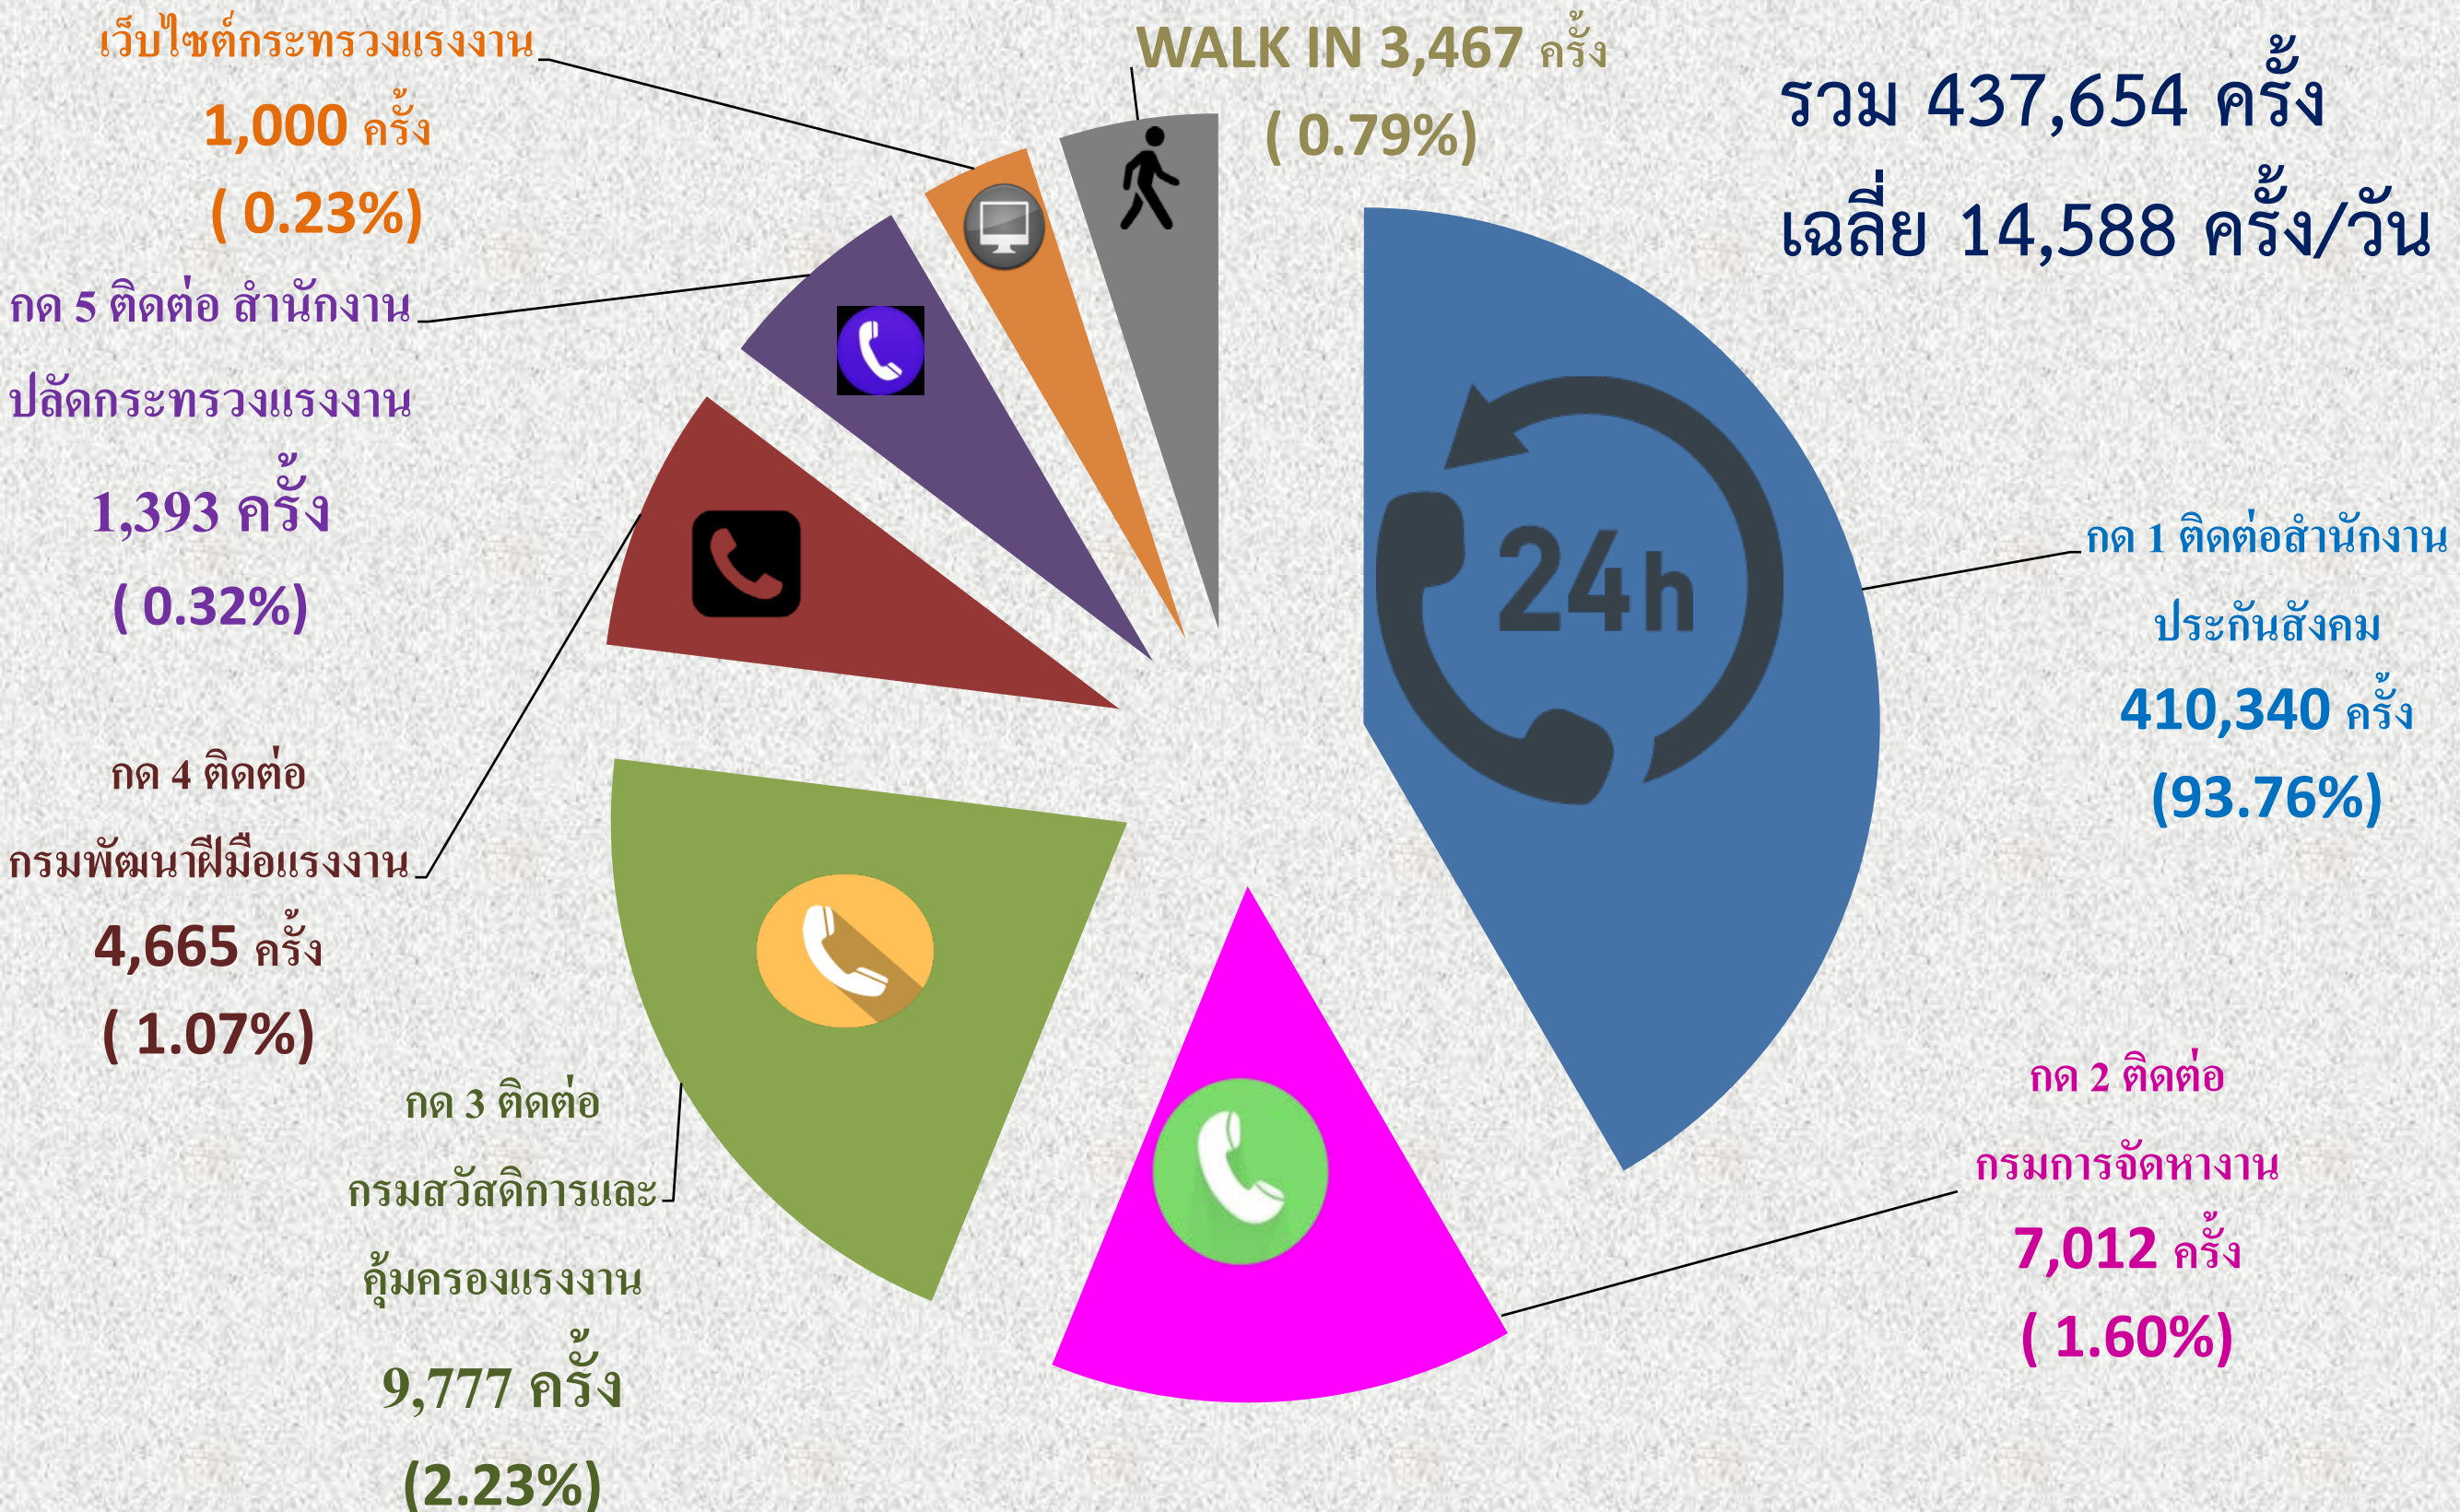 เว็บไซต์กระทรวงแรงงาน
1,000 ครั้ง
( 0.23%)
WALK IN 3,467 ครั้ง
( 0.79%)
รวม 437,654 ครั้ง
เฉลี่ย 14,588 ครั้ง/วัน
กด 5 ติดต่อ สำนักงาน
ปลัดกระทรวงแรงงาน
1,393 ครั้ง
( 0.32%)
24h
กด 1 ติดต่อสำนักงาน
ประกันสังคม
410,340 ครั้ง
(93.76%)
กด 4 ติดต่อ
กรมพัฒนาฝีมือแรงงาน
4,665 ครั้ง
( 1.07%)
กด 3 ติดต่อ
กรมสวัสดิการและ
คุ้มครองแรงงาน
9,777 ครั้ง
(2.23%)
กด 2 ติดต่อ
กรมการจัดหางาน
7,012 ครั้ง
( 1.60%)